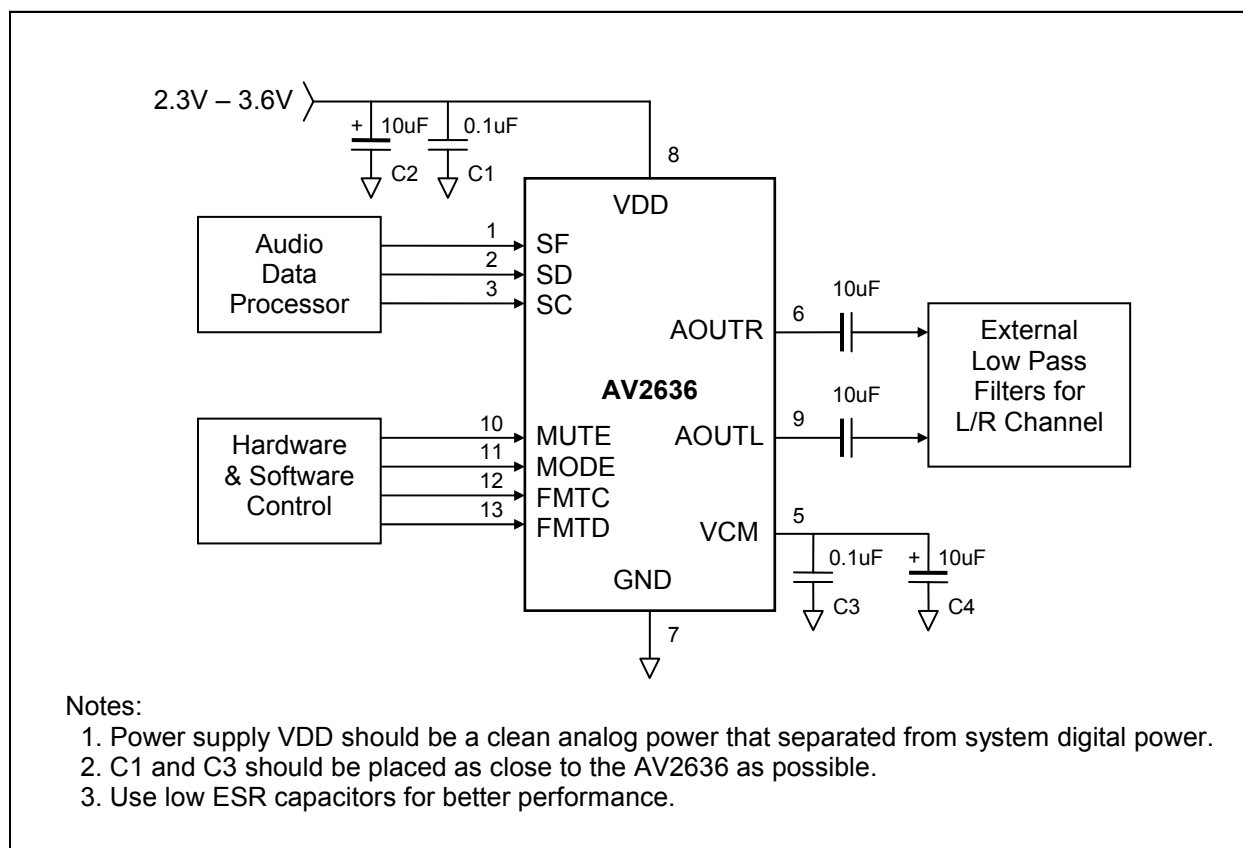 2.3V – 3.6V
+ 10uF
C2
0.1uF
C1
8
VDD
Audio
Data
Processor
1
SF
2
SD
3
SC
AOUTR
6
10uF
External
Low Pass
Filters for
L/R Channel
AV2636
Hardware
& Software
Control
10
MUTE
11
MODE
12
FMTC
13
FMTD
AOUTL
9
10uF
VCM
5
0.1uF
C3
+ 10uF
C4
GND
7
Notes:
1. Power supply VDD should be a clean analog power that separated from system digital power.
2. C1 and C3 should be placed as close to the AV2636 as possible.
3. Use low ESR capacitors for better performance.